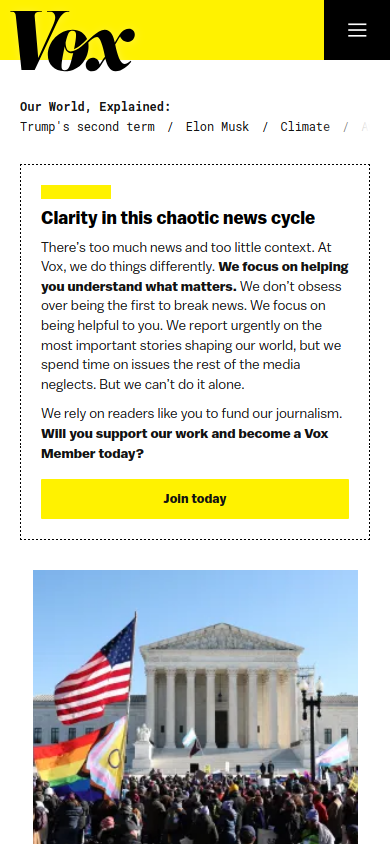 Vox
Our World, Explained:
Trump's second term / Elon Musk / Climate /
Clarity in this chaotic news cycle
There's too much news and too little context. At
Vox, we do things differently. We focus on helping
you understand what matters. We don't obsess
over being the first to break news. We focus on
being helpful to you. We report urgently on the
most important stories shaping our world, but we
spend time on issues the rest of the media
neglects. But we can't do it alone.
We rely on readers like you to fund our journalism.
Will you support our work and become a Vox
Member today?
Join today